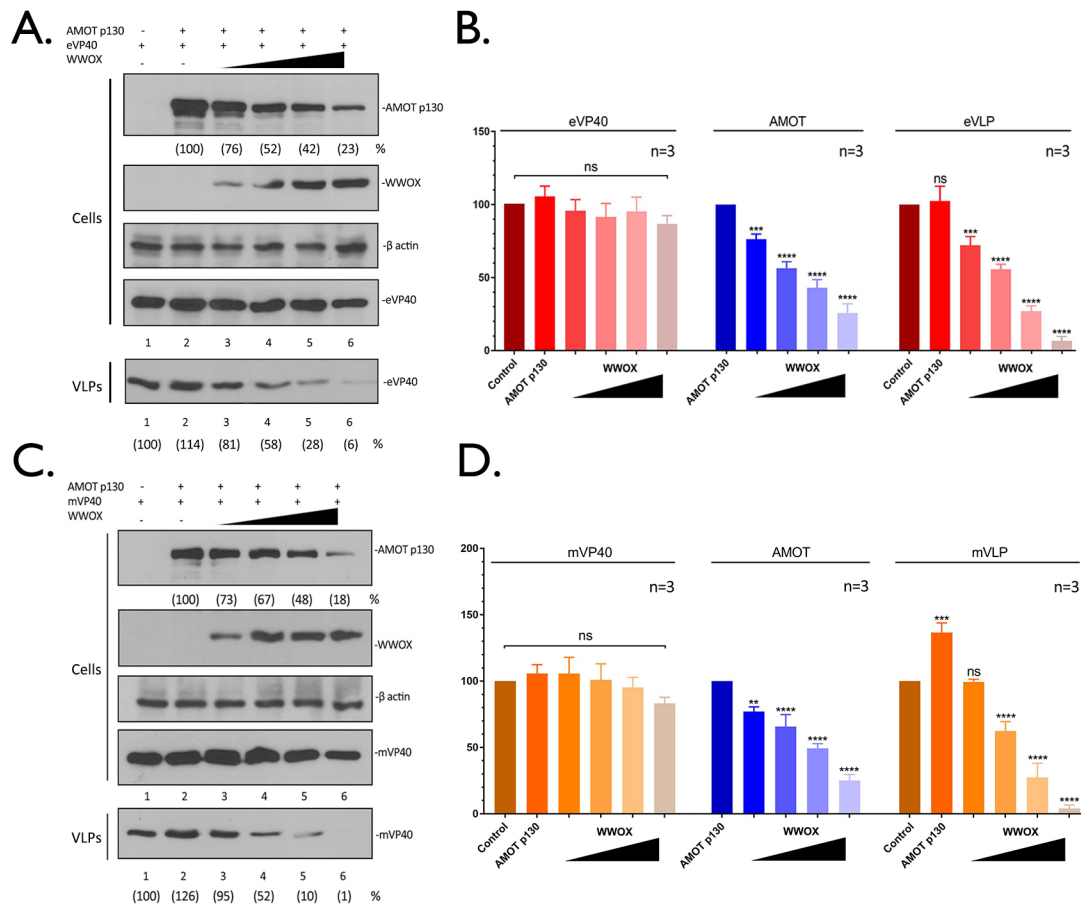 A.
AMOT p130 - + + + + +
eVP40 + + + + + +
WWOX - -
Cells
-AMOT p130
(100) (76) (52) (42) (23) %
-WWOX
-β actin
-eVP40
1 2 3 4 5 6
VLPs
-eVP40
1 2 3 4 5 6
(100) (114) (81) (58) (28) (6) %
B.
eVP40 AMOT eVLP
n=3 n=3 n=3
150
100
50
0
ns
*** **** **** ****
ns *** **** **** ****
Control AMOT p130 WWOX
AMOT p130 WWOX
Control AMOT p130 WWOX
C.
AMOT p130 - + + + + +
mVP40 + + + + + +
WWOX - -
Cells
-AMOT p130
(100) (73) (67) (48) (18) %
-WWOX
-β actin
-mVP40
1 2 3 4 5 6
VLPs
-mVP40
1 2 3 4 5 6
(100) (126) (95) (52) (10) (1) %
D.
mVP40 AMOT mVLP
n=3 n=3 n=3
200
150
100
50
0
ns
** **** **** ****
*** ns **** **** ****
Control AMOT p130 WWOX
AMOT p130 WWOX
Control AMOT p130 WWOX